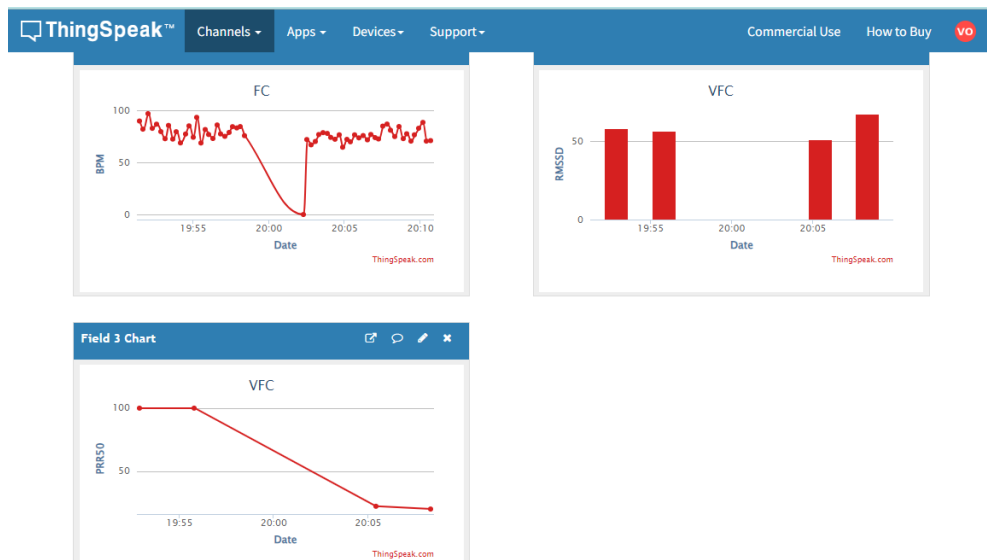 ThingSpeak™ Channels Apps Devices Support Commercial Use How to Buy VO
FC
100
50
0
BPM
19:55 20:00 20:05 20:10
Date
ThingSpeak.com
VFC
50
0
RMSSD
19:55 20:00 20:05
Date
ThingSpeak.com
Field 3 Chart
VFC
100
50
PRR50
19:55 20:00 20:05
Date
ThingSpeak.com